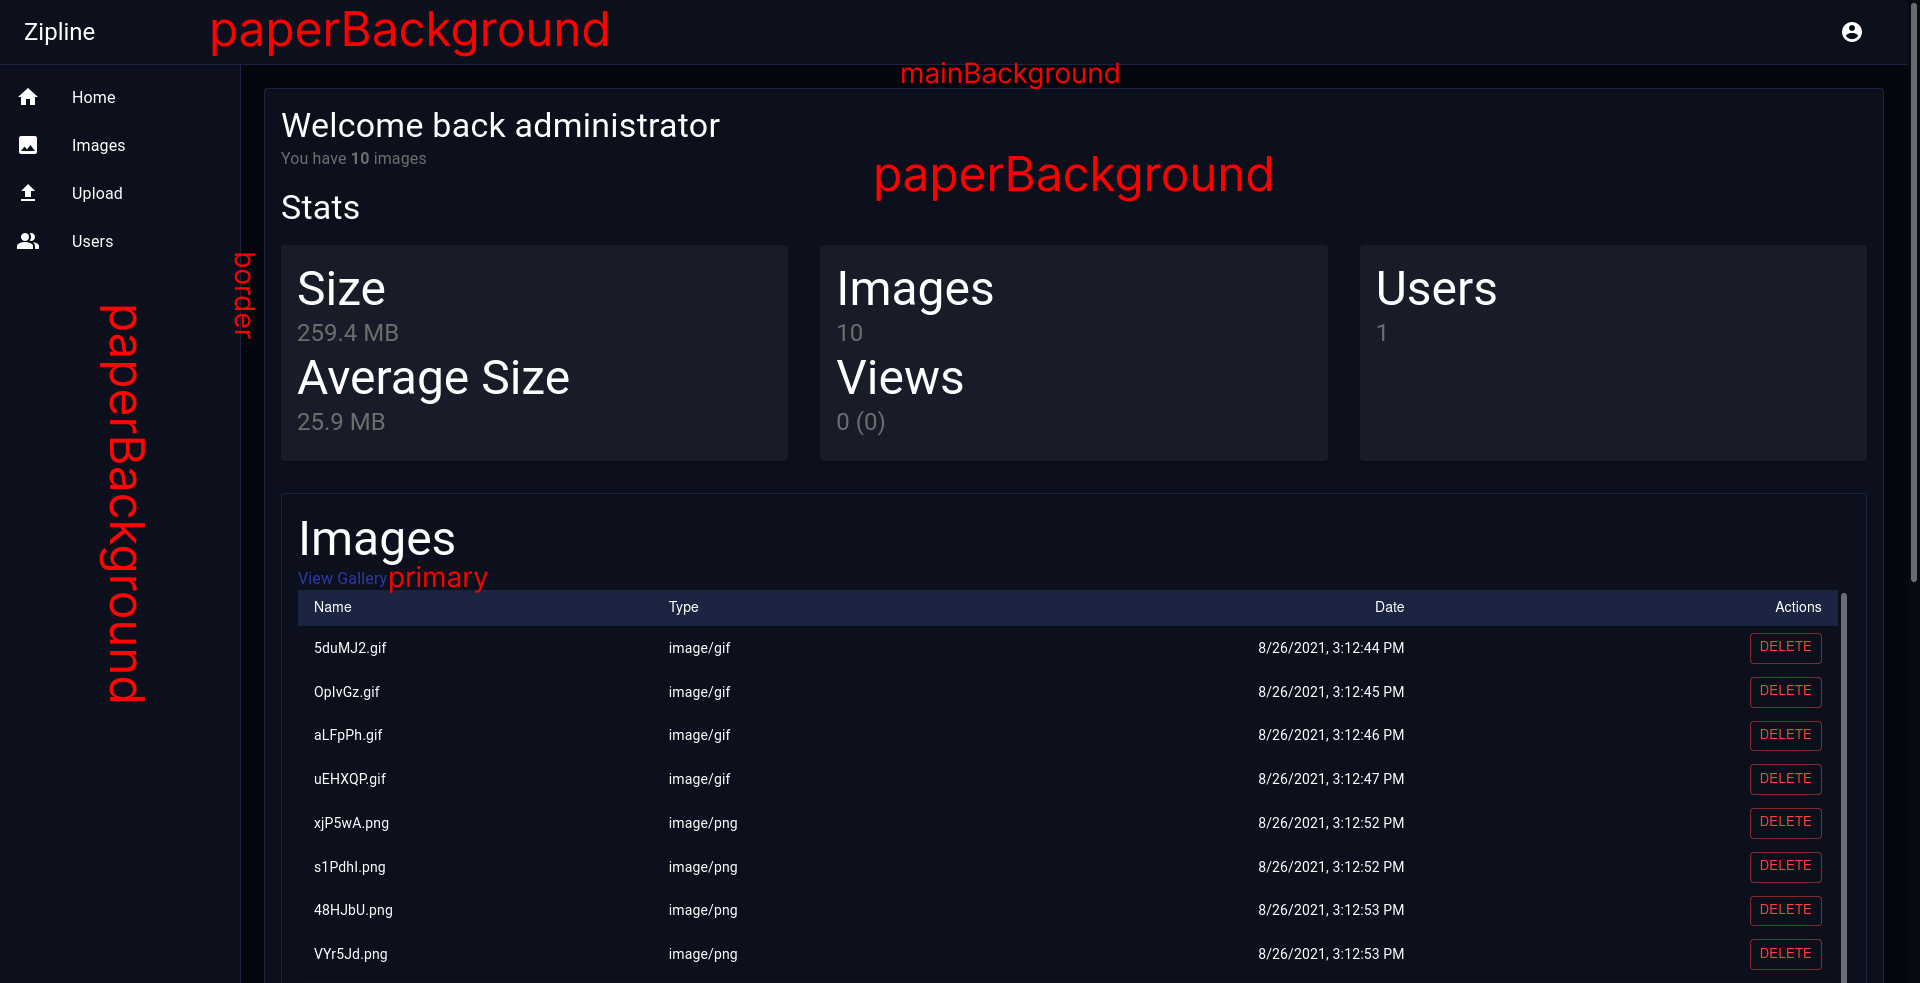 Zipline
paperBackground
mainBackground
Home
Images
Upload
Users
border
paperBackground
Welcome back administrator
You have 10 images
paperBackground
Stats
Size
259.4 MB
Average Size
25.9 MB
Images
10
Views
0 (0)
Users
1
Images
View Gallery primary
Name Type Date Actions
5duMJ2.gif image/gif 8/26/2021, 3:12:44 PM DELETE
OplvGz.gif image/gif 8/26/2021, 3:12:45 PM DELETE
aLFpPh.gif image/gif 8/26/2021, 3:12:46 PM DELETE
uEHXQP.gif image/gif 8/26/2021, 3:12:47 PM DELETE
xjP5wA.png image/png 8/26/2021, 3:12:52 PM DELETE
s1PdhI.png image/png 8/26/2021, 3:12:52 PM DELETE
48HJbU.png image/png 8/26/2021, 3:12:53 PM DELETE
VYr5Jd.png image/png 8/26/2021, 3:12:53 PM DELETE